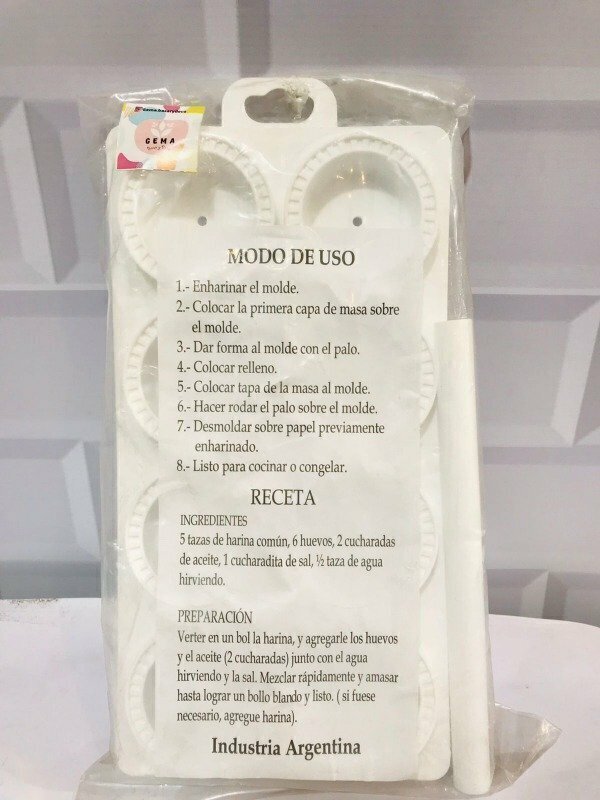 GEMA
MODO DE USO
1.- Enharinar el molde.
2.- Colocar la primera capa de masa sobre
el molde.
3.- Dar forma al molde con el palo.
4.- Colocar relleno.
5.- Colocar tapa de la masa al molde.
6.- Hacer rodar el palo sobre el molde.
7.- Desmoldar sobre papel previamente
enharinado.
8.- Listo para cocinar o congelar.
RECETA
INGREDIENTES
5 tazas de harina común, 6 huevos, 2 cucharadas
de aceite, 1 cucharadita de sal, ½ taza de agua
hirviendo.
PREPARACIÓN
Verter en un bol la harina, y agregarle los huevos
y el aceite (2 cucharadas) junto con el agua
hirviendo y la sal. Mezclar rápidamente y amasar
hasta lograr un bollo blando y listo. ( si fuese
necesario, agregue harina).
Industria Argentina